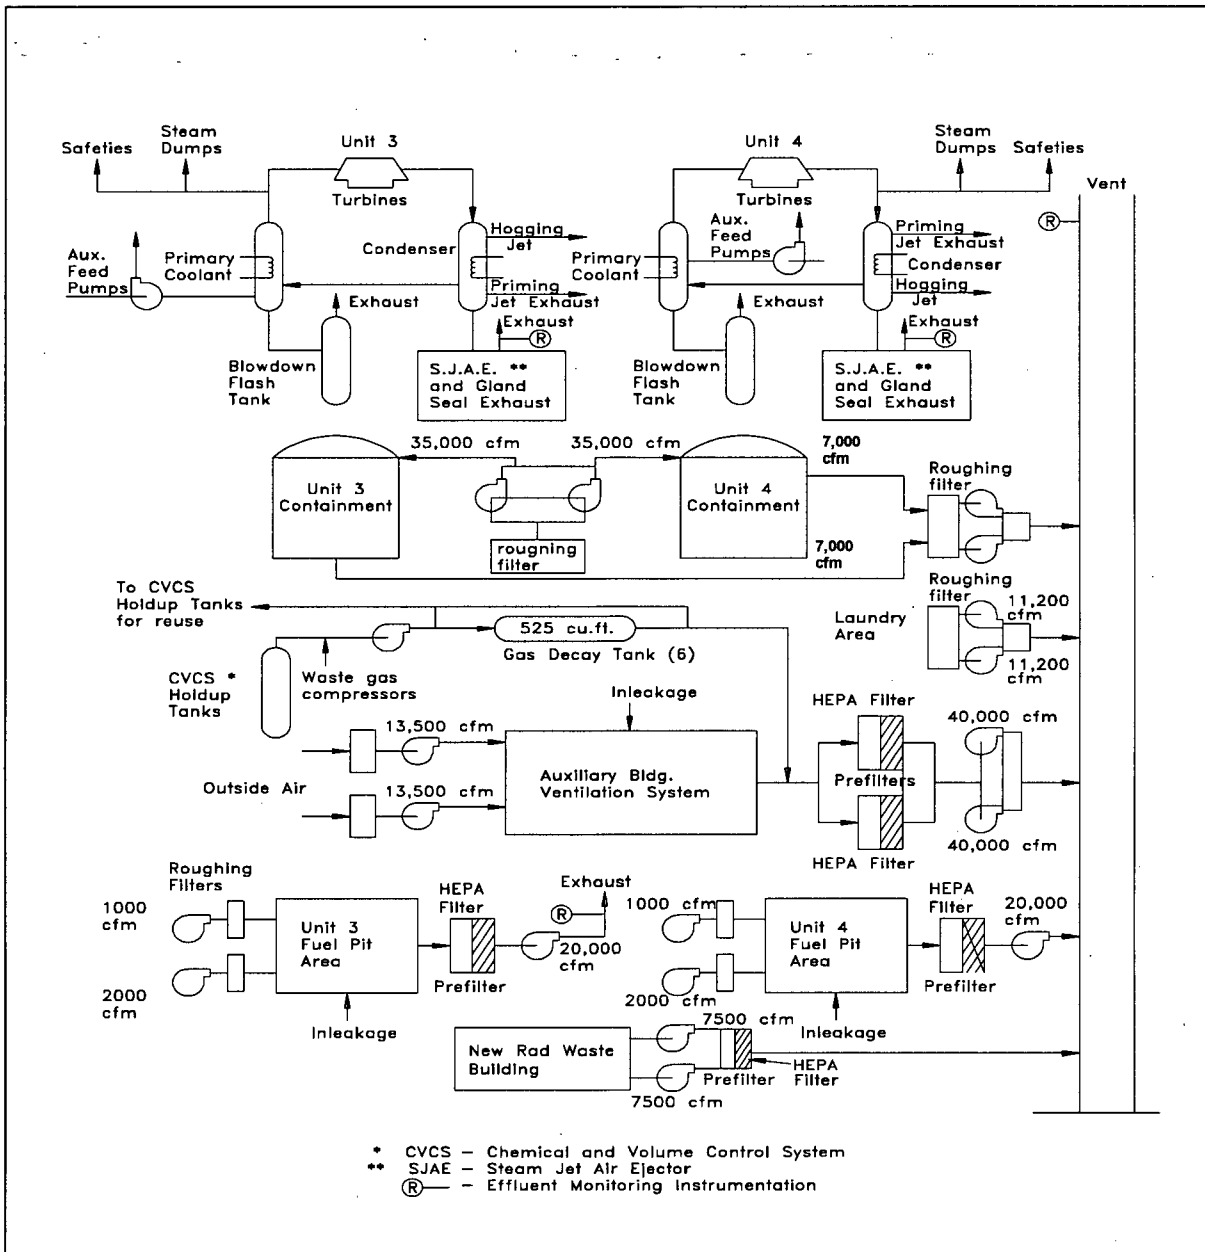 Unit 3
Unit 4
Steam
Dumps
Safeties
Turbines
Steam
Dumps
Safeties
Turbines
Vent
Aux.
Feed
Pumps
Primary
Coolant
Condenser
Hogging
Jet
Priming
Jet Exhaust
Exhaust
Exhaust
Blowdown
Flash
Tank
S.J.A.E. **
and Gland
Seal Exhaust
R
Primary
Coolant
Aux.
Feed
Pumps
Priming
Jet Exhaust
Condenser
Hogging
Jet
Exhaust
Exhaust
Blowdown
Flash
Tank
S.J.A.E. **
and Gland
Seal Exhaust
R
R
35,000 cfm
35,000 cfm
7,000
cfm
Unit 3
Containment
Unit 4
Containment
rougning
filter
7,000
cfm
Roughing
filter
To CVCS
Holdup Tanks
for reuse
525 cu.ft.
Gas Decay Tank (6)
CVCS *
Holdup
Tanks
Waste gas
compressors
Roughing
filter
Laundry
Area
11,200
cfm
11,200
cfm
Inleakage
13,500 cfm
Outside Air
13,500 cfm
Auxiliary Bldg.
Ventilation System
HEPA Filter
Prefilters
HEPA Filter
40,000 cfm
40,000 cfm
Roughing
Filters
1000
cfm
2000
cfm
Unit 3
Fuel Pit
Area
Inleakage
HEPA
Filter
Prefilter
Exhaust
R
20,000
cfm
1000 cfm
2000
cfm
Unit 4
Fuel Pit
Area
Inleakage
HEPA
Filter
Prefilter
20,000
cfm
New Rad Waste
Building
7500 cfm
7500 cfm
Prefilter
HEPA
Filter
* CVCS – Chemical and Volume Control System
** SJAE – Steam Jet Air Ejector
R – Effluent Monitoring Instrumentation